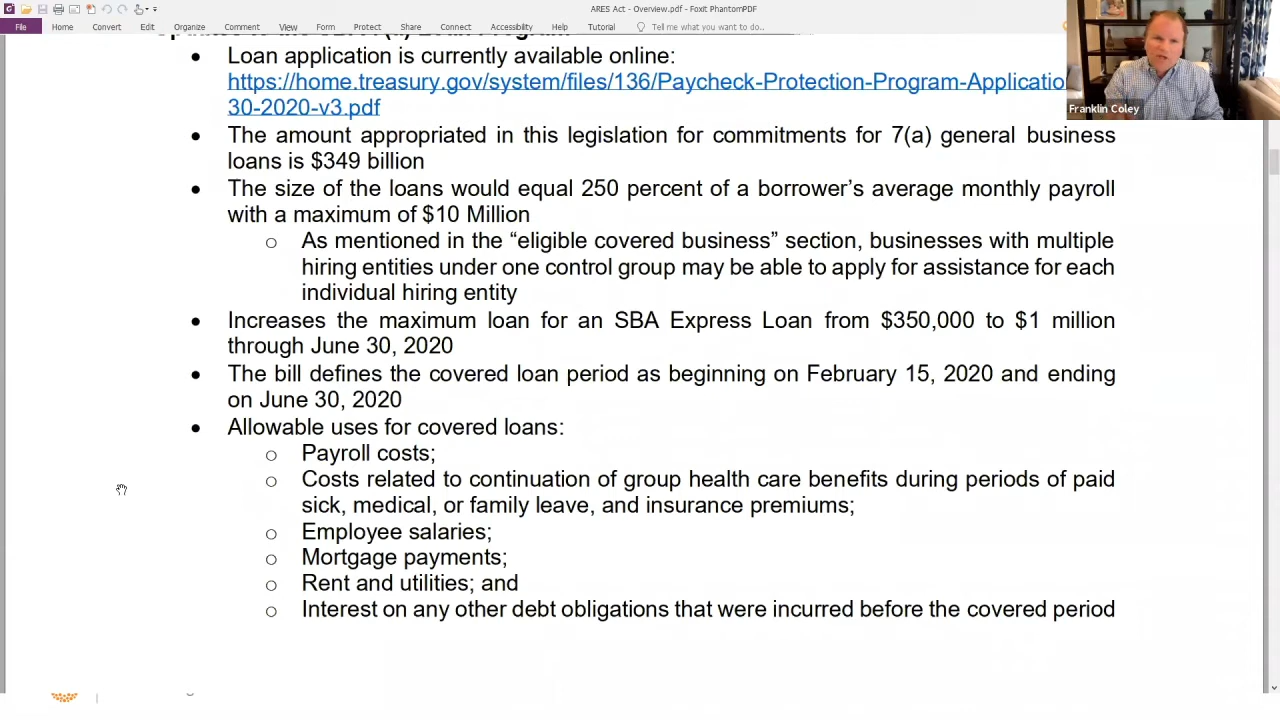 ARES Act - Overview.pdf - Foxit PhantomPDF
File Home Convert Edit Organize Comment View Form Protect Share Connect Accessibility Help Tutorial Tell me what you want to do..
Franklin Coley
• Loan application is currently available online:
https://home.treasury.gov/system/files/136/Paycheck-Protection-Program-Applicatio
30-2020-v3.pdf
• The amount appropriated in this legislation for commitments for 7(a) general business
loans is $349 billion
• The size of the loans would equal 250 percent of a borrower’s average monthly payroll
with a maximum of $10 Million
o As mentioned in the “eligible covered business” section, businesses with multiple
hiring entities under one control group may be able to apply for assistance for each
individual hiring entity
• Increases the maximum loan for an SBA Express Loan from $350,000 to $1 million
through June 30, 2020
• The bill defines the covered loan period as beginning on February 15, 2020 and ending
on June 30, 2020
• Allowable uses for covered loans:
o Payroll costs;
o Costs related to continuation of group health care benefits during periods of paid
sick, medical, or family leave, and insurance premiums;
o Employee salaries;
o Mortgage payments;
o Rent and utilities; and
o Interest on any other debt obligations that were incurred before the covered period